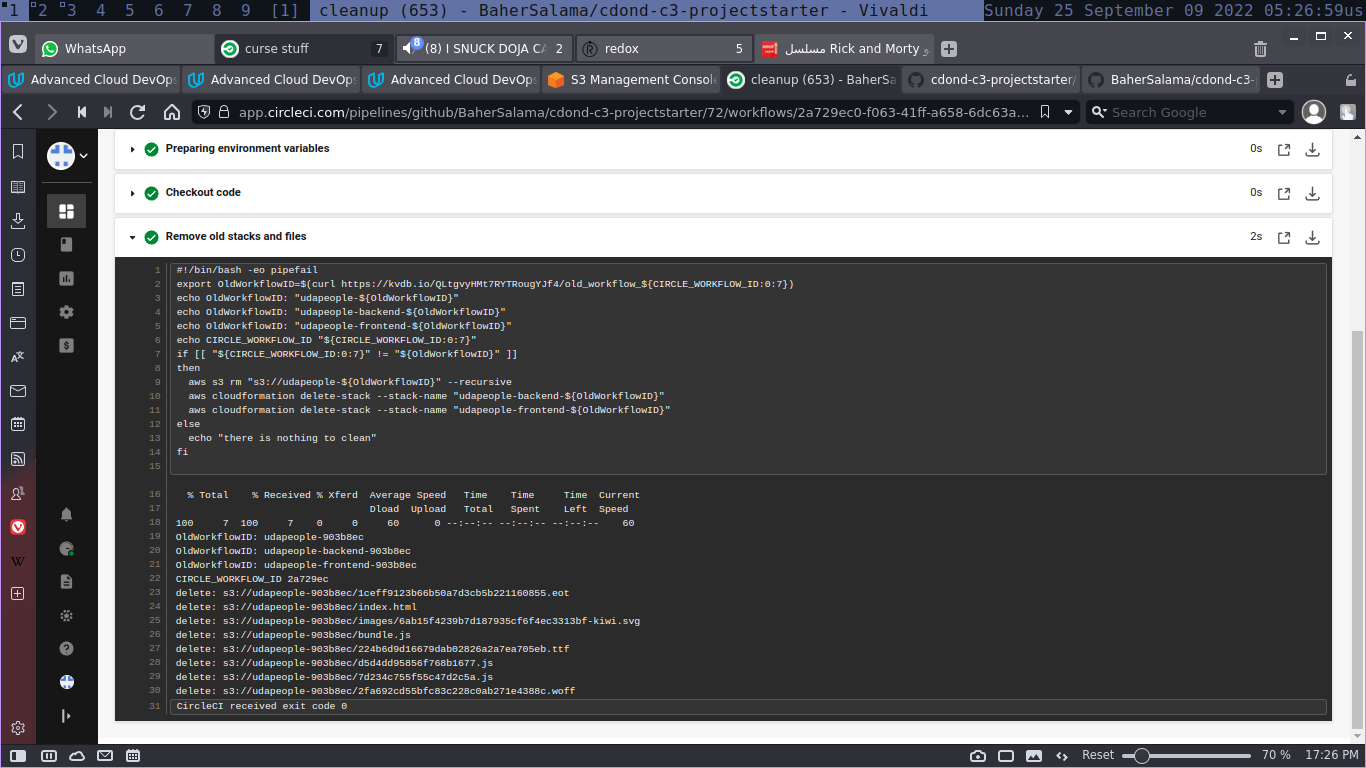 1 2 3 4 5 6 7 8 9 [1] cleanup (653) - BaherSalama/cdond-c3-projectstarter - Vivaldi Sunday 25 September 09 2022 05:26:59us
WhatsApp curse stuff 7 8 (8) I SNUCK DOJA CA 2 redox 5 مسلسل Rick and Morty و
Advanced Cloud DevOps Advanced Cloud DevOps Advanced Cloud DevOps S3 Management Consol cleanup (653) - BaherSa cdond-c3-projectstarter/ BaherSalama/cdond-c3-
app.circleci.com/pipelines/github/BaherSalama/cdond-c3-projectstarter/72/workflows/2a729ec0-f063-41ff-a658-6dc63a... Search Google
Preparing environment variables 0s
Checkout code 0s
Remove old stacks and files 2s
1 #!/bin/bash -eo pipefail
2 export OldWorkflowID=$(curl https://kvdb.io/QLtgvyHMt7RYTRougYJf4/old_workflow_${CIRCLE_WORKFLOW_ID:0:7})
3 echo OldWorkflowID: "udapeople-${OldWorkflowID}"
4 echo OldWorkflowID: "udapeople-backend-${OldWorkflowID}"
5 echo OldWorkflowID: "udapeople-frontend-${OldWorkflowID}"
6 echo CIRCLE_WORKFLOW_ID "${CIRCLE_WORKFLOW_ID:0:7}"
7 if [[ "${CIRCLE_WORKFLOW_ID:0:7}" != "${OldWorkflowID}" ]]
8 then
9 aws s3 rm "s3://udapeople-${OldWorkflowID}" --recursive
10 aws cloudformation delete-stack --stack-name "udapeople-backend-${OldWorkflowID}"
11 aws cloudformation delete-stack --stack-name "udapeople-frontend-${OldWorkflowID}"
12 else
13 echo "there is nothing to clean"
14 fi
15
16 % Total % Received % Xferd Average Speed Time Time Time Current
17 Dload Upload Total Spent Left Speed
18 100 7 100 7 0 0 60 0 --:--:-- --:--:-- --:--:-- 60
19 OldWorkflowID: udapeople-903b8ec
20 OldWorkflowID: udapeople-backend-903b8ec
21 OldWorkflowID: udapeople-frontend-903b8ec
22 CIRCLE_WORKFLOW_ID 2a729ec
23 delete: s3://udapeople-903b8ec/1ceff9123b66b50a7d3cb5b221160855.eot
24 delete: s3://udapeople-903b8ec/index.html
25 delete: s3://udapeople-903b8ec/images/6ab15f4239b7d187935cf6f4ec3313bf-kiwi.svg
26 delete: s3://udapeople-903b8ec/bundle.js
27 delete: s3://udapeople-903b8ec/224b6d9d16679dab02826a2a7ea705eb.ttf
28 delete: s3://udapeople-903b8ec/d5d4dd95856f768b1677.js
29 delete: s3://udapeople-903b8ec/7d234c755f55c47d2c5a.js
30 delete: s3://udapeople-903b8ec/2fa692cd55bfc83c228c0ab271e4388c.woff
31 CircleCI received exit code 0
Reset 70 % 17:26 PM